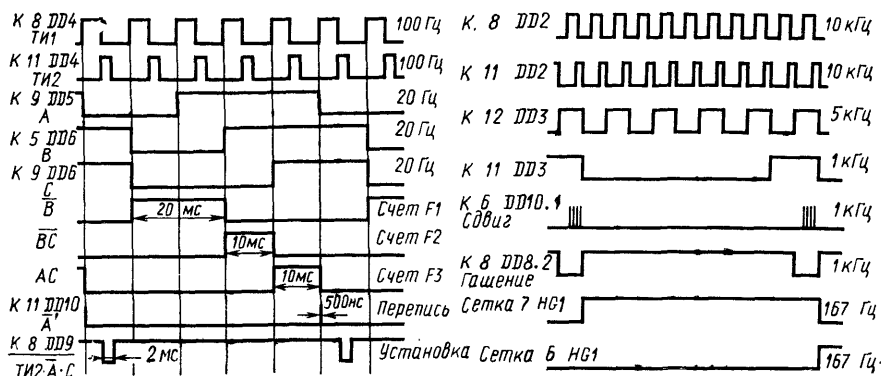 К 8 DD4
ТИ1
100 Гц
К 11 DD4
ТИ2
100 Гц
К 9 DD5
А
20 Гц
К 5 DD6
В
20 Гц
К 9 DD6
С
20 Гц
B
20 мс
Счет F1
BC
10мс
Счет F2
АС
10мс
Счет F3
К 11 DD10
A'
500нс
Перепись
К 8 DD9
ТИ2·A·C
2 мс
Установка
К. 8 DD2
10 кГц
К 11 DD2
10 кГц
К 12 DD3
5 кГц
К 11 DD3
1 кГц
К 6 DD10.1
Сдвиг
1 кГц
К 8 DD8.2
Гашение
1 кГц
Сетка 7 HG1
167 Гц
Сетка 6 HG1
167 Гц.